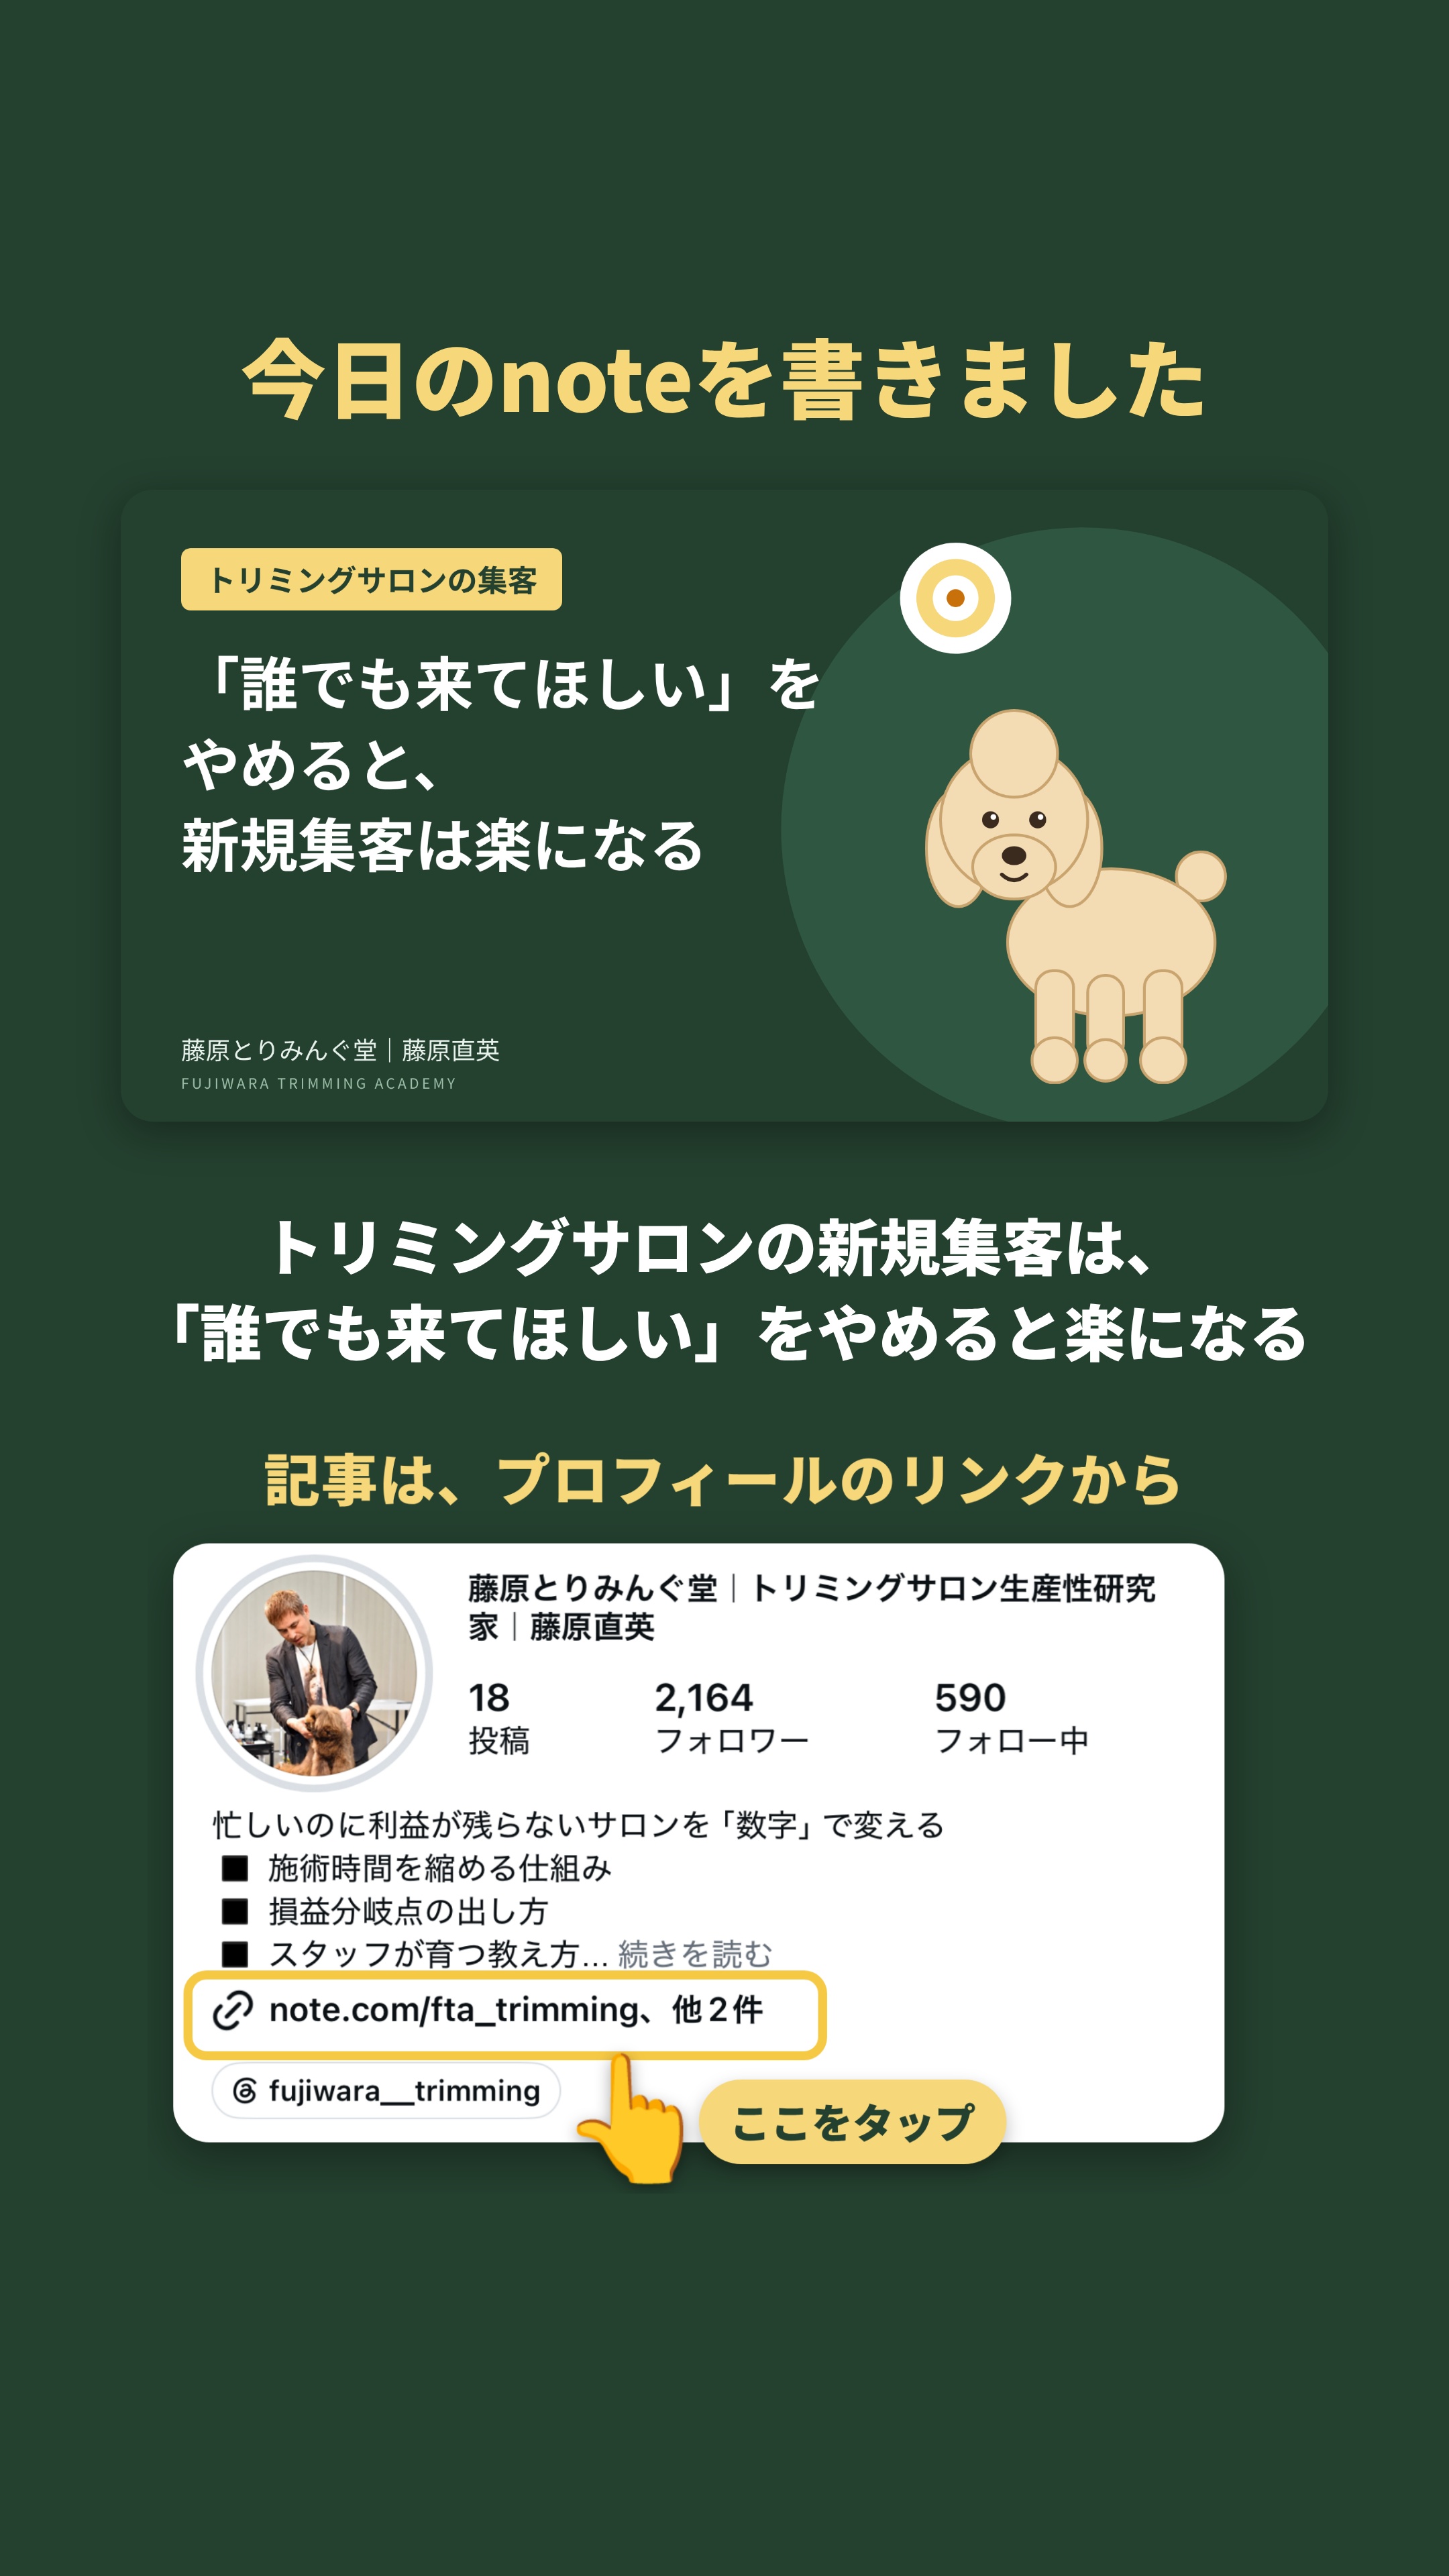 今日のnoteを書きました
トリミングサロンの集客
「誰でも来てほしい」を
やめると、
新規集客は楽になる
藤原とりみんぐ堂｜藤原直英
FUJIWARA TRIMMING ACADEMY
トリミングサロンの新規集客は、
「誰でも来てほしい」をやめると楽になる
記事は、プロフィールのリンクから
藤原とりみんぐ堂｜トリミングサロン生産性研究
家｜藤原直英
18 2,164 590
投稿 フォロワー フォロー中
忙しいのに利益が残らないサロンを「数字」で変える
■ 施術時間を縮める仕組み
■ 損益分岐点の出し方
■ スタッフが育つ教え方... 続きを読む
note.com/fta_trimming、他2件
fujiwara__trimming
ここをタップ